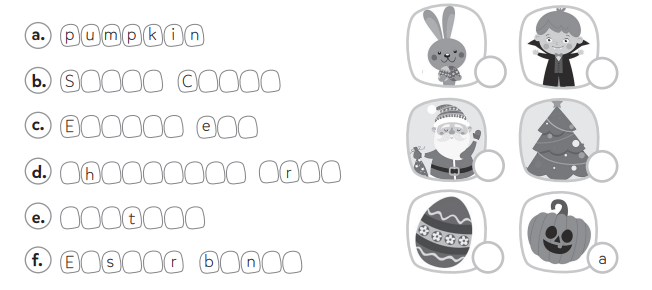 a. pumpkin
b. S C
c. E e
d. h r
e. t
f. E s r b n
a